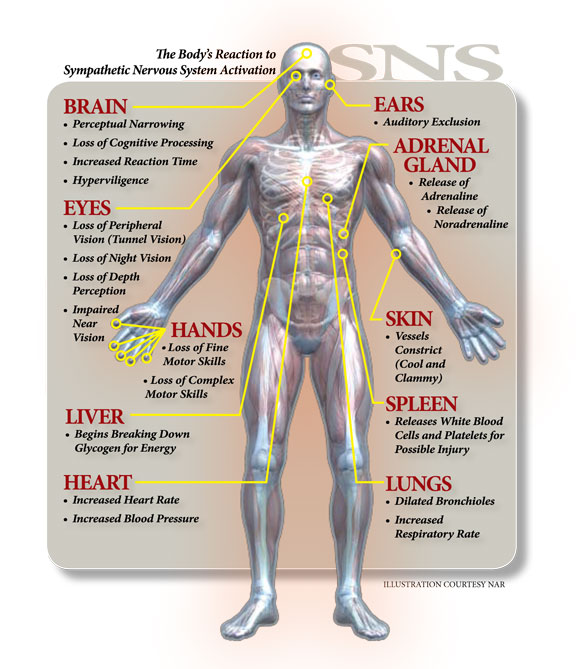 The Body's Reaction to
Sympathetic Nervous System Activation
SNS
BRAIN
• Perceptual Narrowing
• Loss of Cognitive Processing
• Increased Reaction Time
• Hyperviligence
EYES
• Loss of Peripheral
Vision (Tunnel Vision)
• Loss of Night Vision
• Loss of Depth
Perception
• Impaired
Near
Vision
HANDS
• Loss of Fine
Motor Skills
• Loss of Complex
Motor Skills
LIVER
• Begins Breaking Down
Glycogen for Energy
HEART
• Increased Heart Rate
• Increased Blood Pressure
EARS
• Auditory Exclusion
ADRENAL
GLAND
• Release of
Adrenaline
• Release of
Noradrenaline
SKIN
• Vessels
Constrict
(Cool and
Clammy)
SPLEEN
• Releases White Blood
Cells and Platelets for
Possible Injury
LUNGS
• Dilated Bronchioles
• Increased
Respiratory Rate
ILLUSTRATION COURTESY NAR